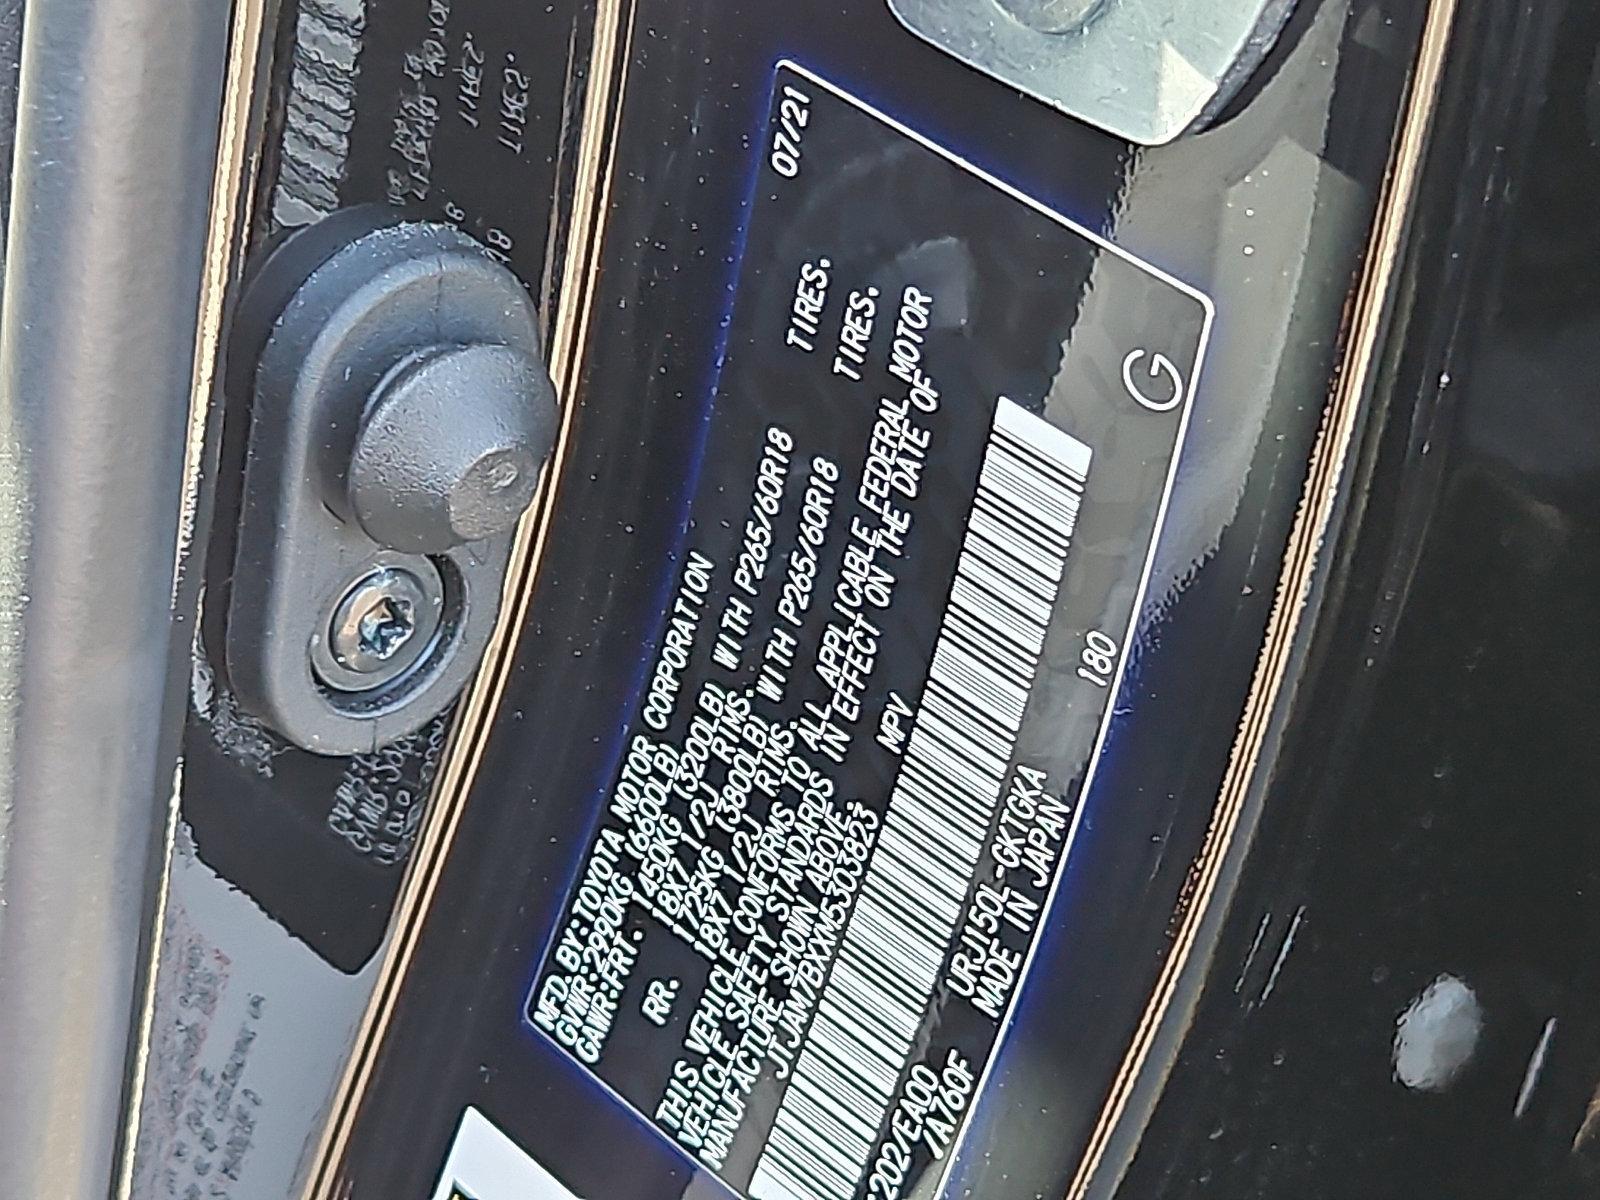 MFD. BY: TOYOTA MOTOR CORPORATION 07/21
GVWR: 2990KG (6600LB)
GAWR: FRT. 1450KG (3200LB) WITH P265/60R18 TIRES.
18X7 1/2J RIMS.
RR. 1725KG (3800LB) WITH P265/60R18 TIRES.
18X7 1/2J RIMS.
THIS VEHICLE CONFORMS TO ALL APPLICABLE FEDERAL MOTOR
VEHICLE SAFETY STANDARDS IN EFFECT ON THE DATE OF
MANUFACTURE SHOWN ABOVE.
JTJAM7BXXM5303823 MPV
202/EA00 URJ150L-GKTGKA 180 G
/A760F MADE IN JAPAN